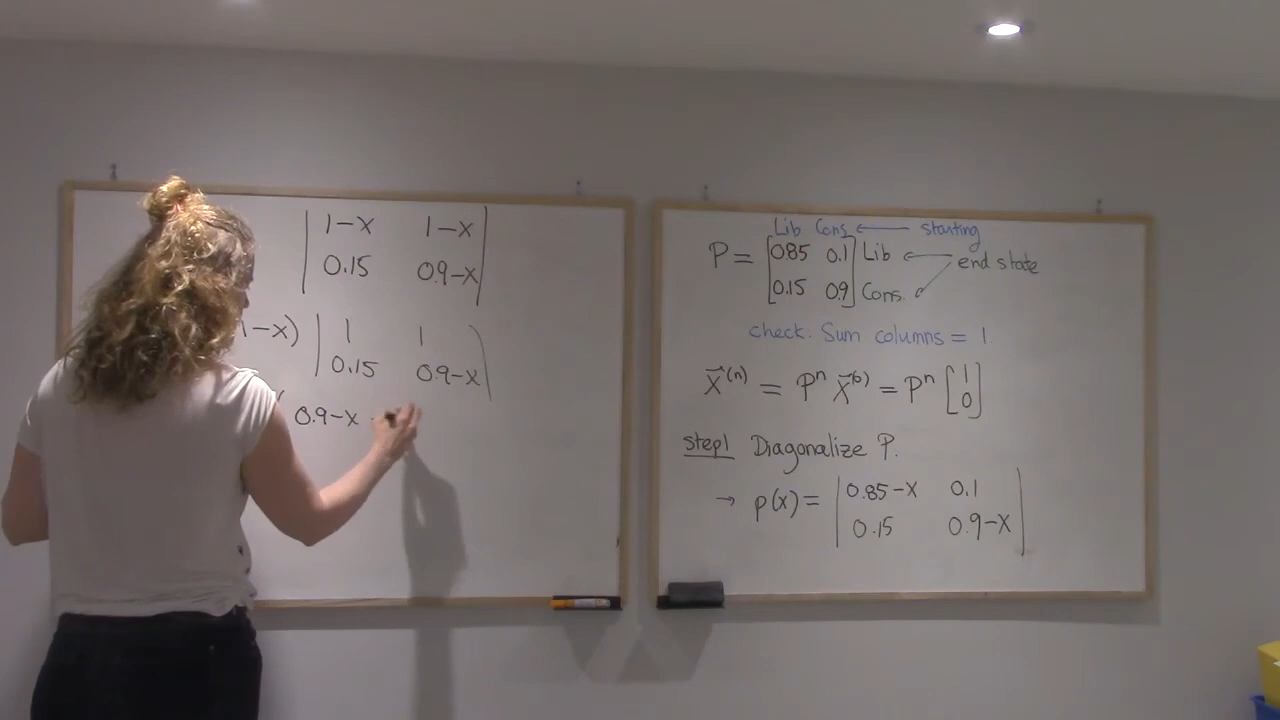 | 1-x 1-x |
| 0.15 0.9-x |
1-x) | 1 1 |
| 0.15 0.9-x |
( 0.9-x -
Lib Cons ← starting
P = [ 0.85 0.1 ] Lib ← end state
[ 0.15 0.9 ] Cons. ←
check: Sum columns = 1.
x⃗⁽ⁿ⁾ = Pⁿ x⃗⁽⁰⁾ = Pⁿ [ 1
0 ]
Step1 Diagonalize P.
→ p(x) = | 0.85-x 0.1 |
| 0.15 0.9-x |